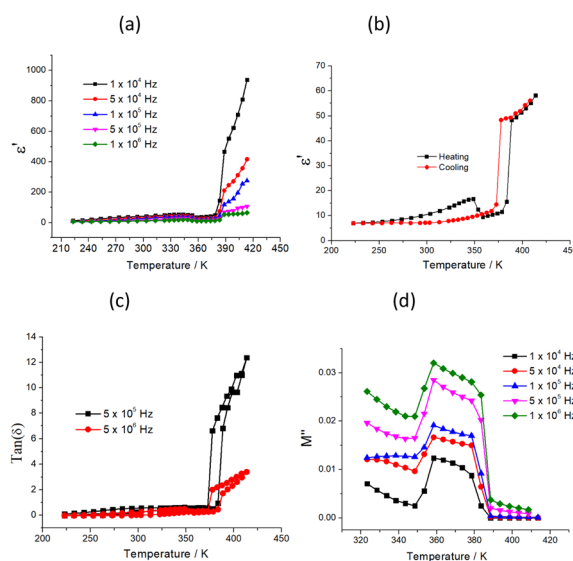 (a)
1000
800
600
400
200
0
ε'
1 x 10⁴ Hz
5 x 10⁴ Hz
1 x 10⁵ Hz
5 x 10⁵ Hz
1 x 10⁶ Hz
210 240 270 300 330 360 390 420 450
Temperature / K
(b)
70
60
50
40
30
20
10
0
ε'
Heating
Cooling
200 250 300 350 400 450
Temperature / K
(c)
14
12
10
8
6
4
2
0
Tan(δ)
5 x 10⁵ Hz
5 x 10⁶ Hz
200 250 300 350 400 450
Temperature / K
(d)
0.04
0.03
0.02
0.01
0.00
M''
1 x 10⁴ Hz
5 x 10⁴ Hz
1 x 10⁵ Hz
5 x 10⁵ Hz
1 x 10⁶ Hz
320 340 360 380 400 420
Temperature / K